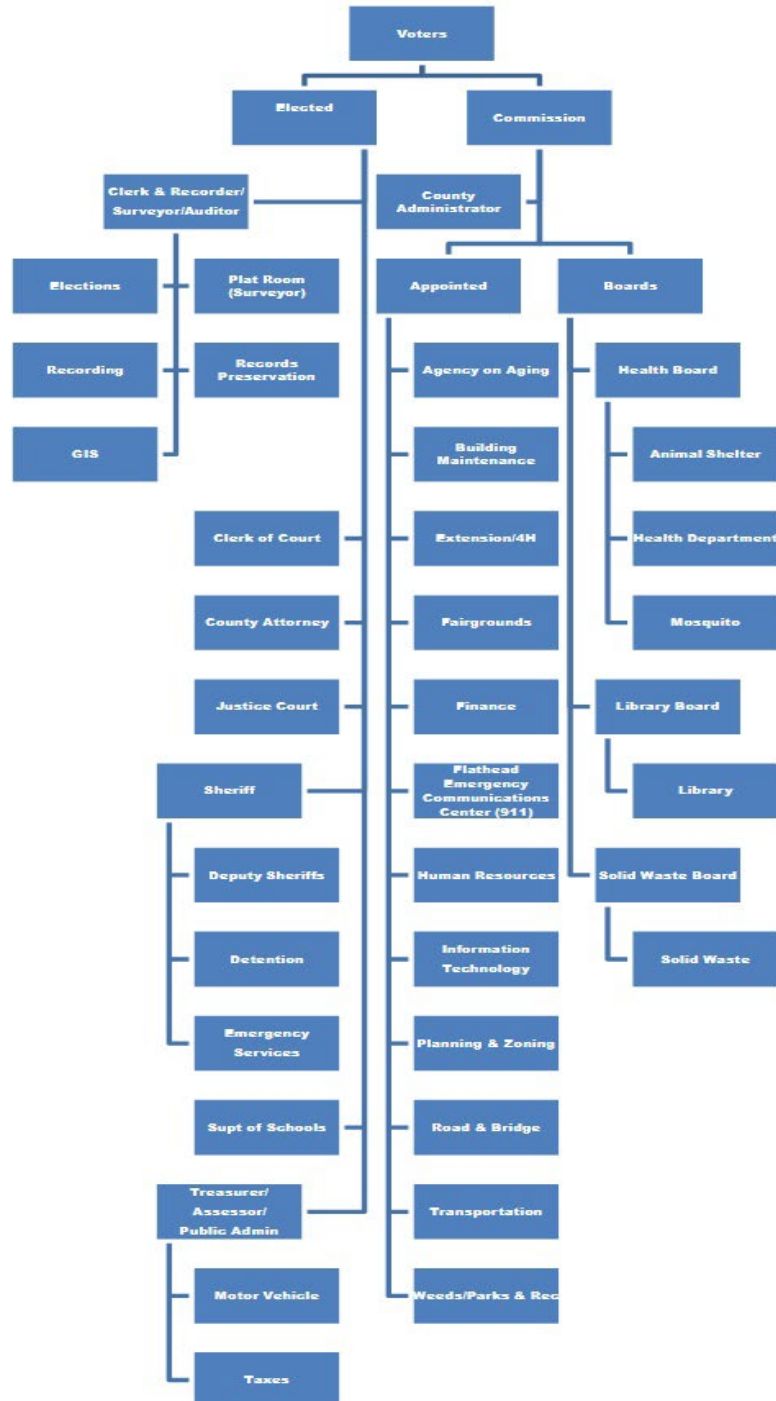 Voters
Elected
Commission
Clerk & Recorder/
Surveyor/Auditor
County
Administrator
Elections
Plat Room
(Surveyor)
Appointed
Boards
Recording
Records
Preservation
Agency on Aging
Health Board
GIS
Building
Maintenance
Animal Shelter
Clerk of Court
Extension/4H
Health Department
County Attorney
Fairgrounds
Mosquito
Justice Court
Finance
Library Board
Sheriff
Flathead
Emergency
Communications
Center (911)
Library
Deputy Sheriffs
Human Resources
Solid Waste Board
Detention
Information
Technology
Solid Waste
Emergency
Services
Planning & Zoning
Supt of Schools
Road & Bridge
Treasurer/
Assessor/
Public Admin
Transportation
Motor Vehicle
Weeds/Parks & Rec
Taxes